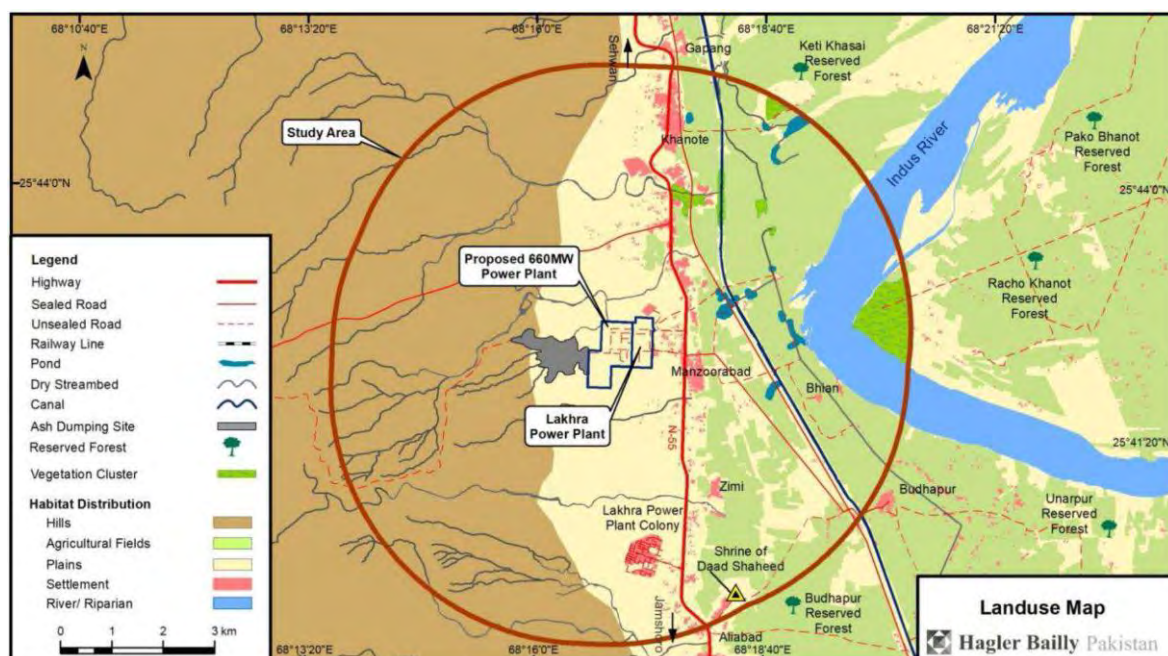 68°10'40"E
68°13'20"E
68°16'0"E
68°18'40"E
68°21'20"E
N
Sehwan
Gapang
Keti Khasai
Reserved
Forest
Study Area
Khanote
Indus River
Pako Bhanot
Reserved
Forest
25°44'0"N
25°44'0"N
Proposed 660MW
Power Plant
Racho Khanot
Reserved
Forest
Manzoorabad
Bhian
Lakhra
Power Plant
N-55
25°41'20"N
Zimi
Budhapur
Lakhra Power
Plant Colony
Unarpur
Reserved
Forest
Shrine of
Daad Shaheed
Budhapur
Reserved
Forest
Jamshoro
Aliabad
68°13'20"E
68°16'0"E
68°18'40"E
Legend
Highway
Sealed Road
Unsealed Road
Railway Line
Pond
Dry Streambed
Canal
Ash Dumping Site
Reserved Forest
Vegetation Cluster
Habitat Distribution
Hills
Agricultural Fields
Plains
Settlement
River/ Riparian
0 1 2 3 km
Landuse Map
Hagler Bailly Pakistan